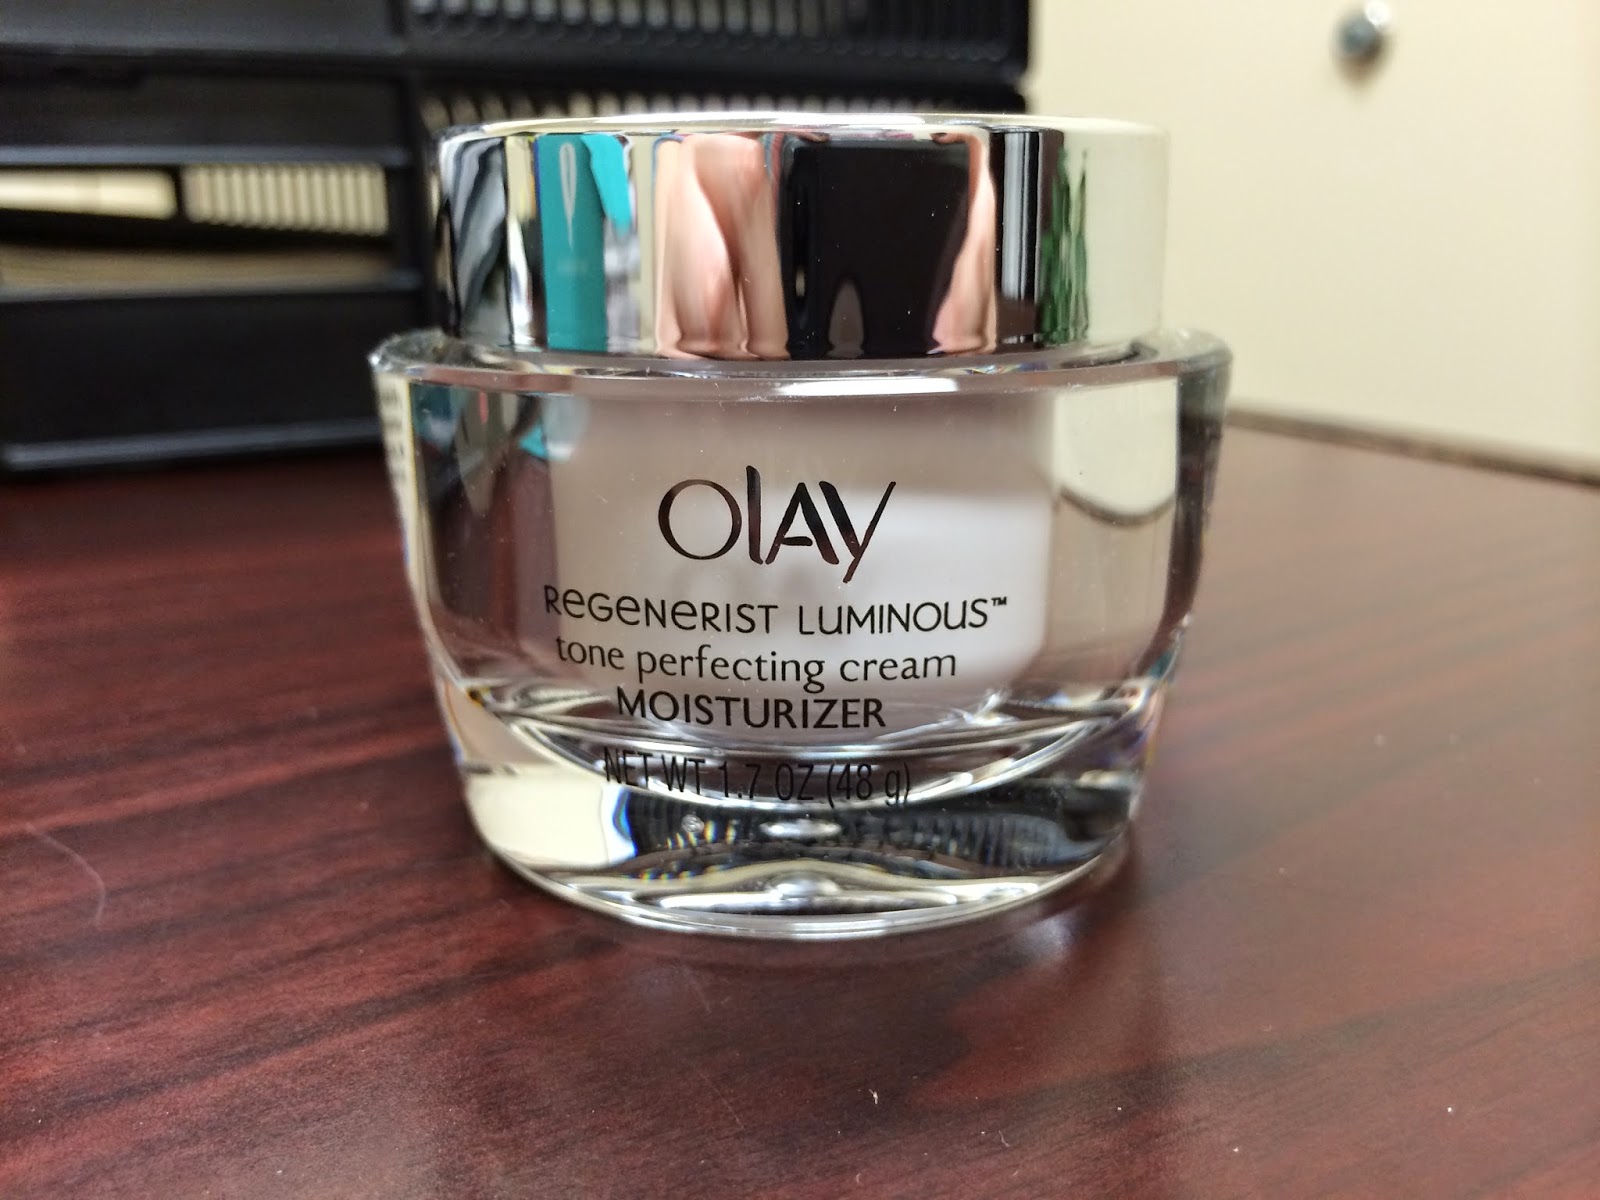 Olay
Regenerist Luminous™
tone perfecting cream
MOISTURIZER
NET WT 1.7 OZ (48 g)